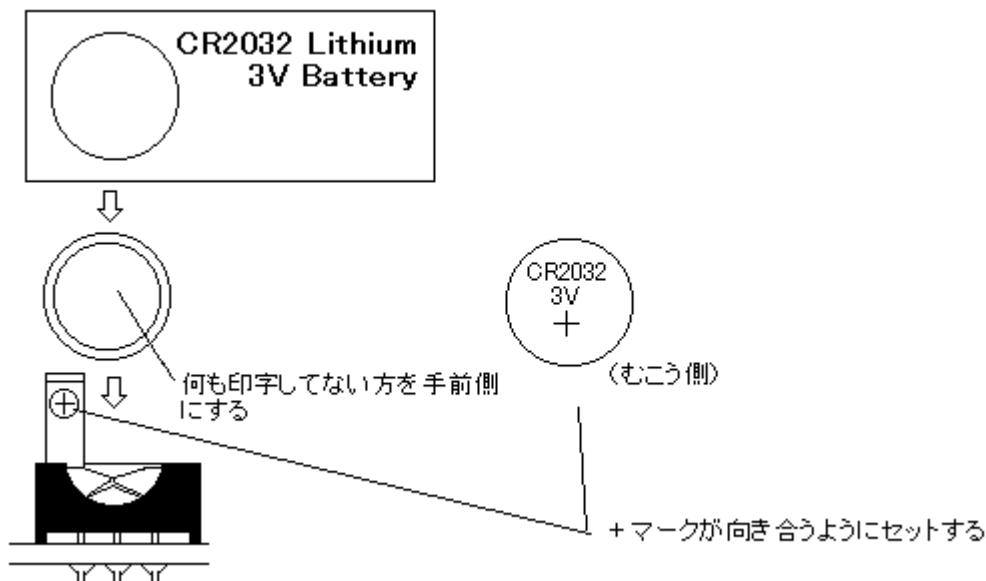 CR2032 Lithium
3V Battery
CR2032
3V
+
(むこう側)
何も印字してない方を手前側
にする
+
+マークが向き合うようにセットする